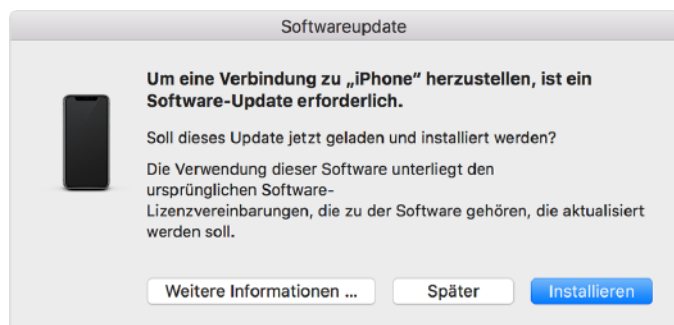 Softwareupdate
Um eine Verbindung zu „iPhone“ herzustellen, ist ein
Software-Update erforderlich.
Soll dieses Update jetzt geladen und installiert werden?
Die Verwendung dieser Software unterliegt den
ursprünglichen Software-
Lizenzvereinbarungen, die zu der Software gehören, die aktualisiert
werden soll.
Weitere Informationen ... Später Installieren